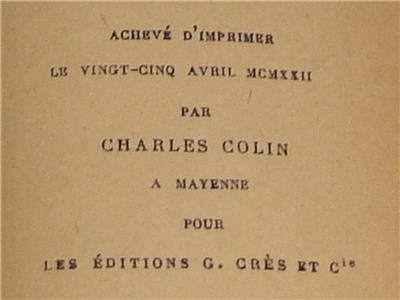 ACHEVÉ D'IMPRIMER
LE VINGT-CINQ AVRIL MCMXXII
PAR
CHARLES COLIN
A MAYENNE
POUR
LES ÉDITIONS G. CRÈS ET Cie